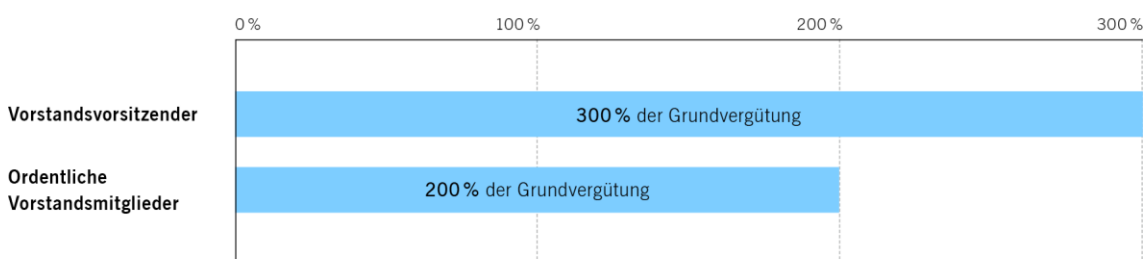 0 %
100 %
200 %
300 %
Vorstandsvorsitzender
300 % der Grundvergütung
Ordentliche
Vorstandsmitglieder
200 % der Grundvergütung